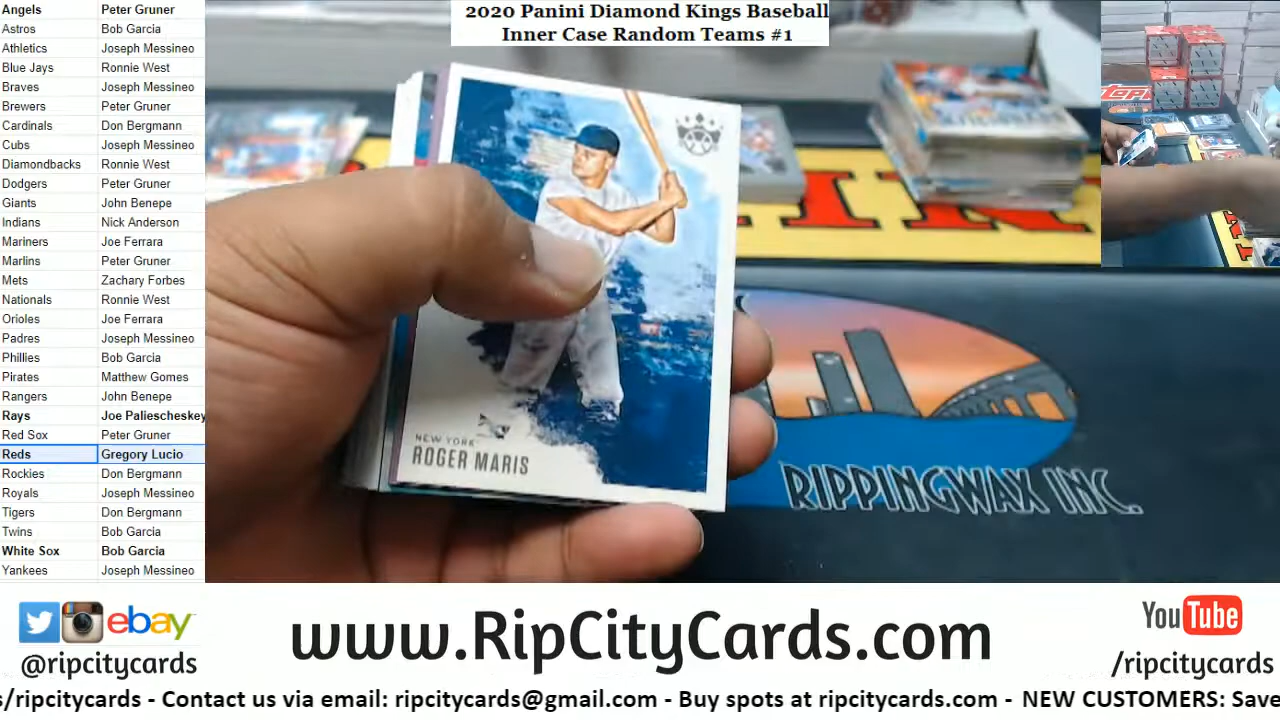 2020 Panini Diamond Kings Baseball
Inner Case Random Teams #1
Angels Peter Gruner
Astros Bob Garcia
Athletics Joseph Messineo
Blue Jays Ronnie West
Braves Joseph Messineo
Brewers Peter Gruner
Cardinals Don Bergmann
Cubs Joseph Messineo
Diamondbacks Ronnie West
Dodgers Peter Gruner
Giants John Benepe
Indians Nick Anderson
Mariners Joe Ferrara
Marlins Peter Gruner
Mets Zachary Forbes
Nationals Ronnie West
Orioles Joe Ferrara
Padres Joseph Messineo
Phillies Bob Garcia
Pirates Matthew Gomes
Rangers John Benepe
Rays Joe Paliescheskey
Red Sox Peter Gruner
Reds Gregory Lucio
Rockies Don Bergmann
Royals Joseph Messineo
Tigers Don Bergmann
Twins Bob Garcia
White Sox Bob Garcia
Yankees Joseph Messineo
NEW YORK
ROGER MARIS
RIPPINGWAX INC.
ebay
@ripcitycards
www.RipCityCards.com
YouTube
/ripcitycards
s/ripcitycards - Contact us via email: ripcitycards@gmail.com - Buy spots at ripcitycards.com - NEW CUSTOMERS: Save